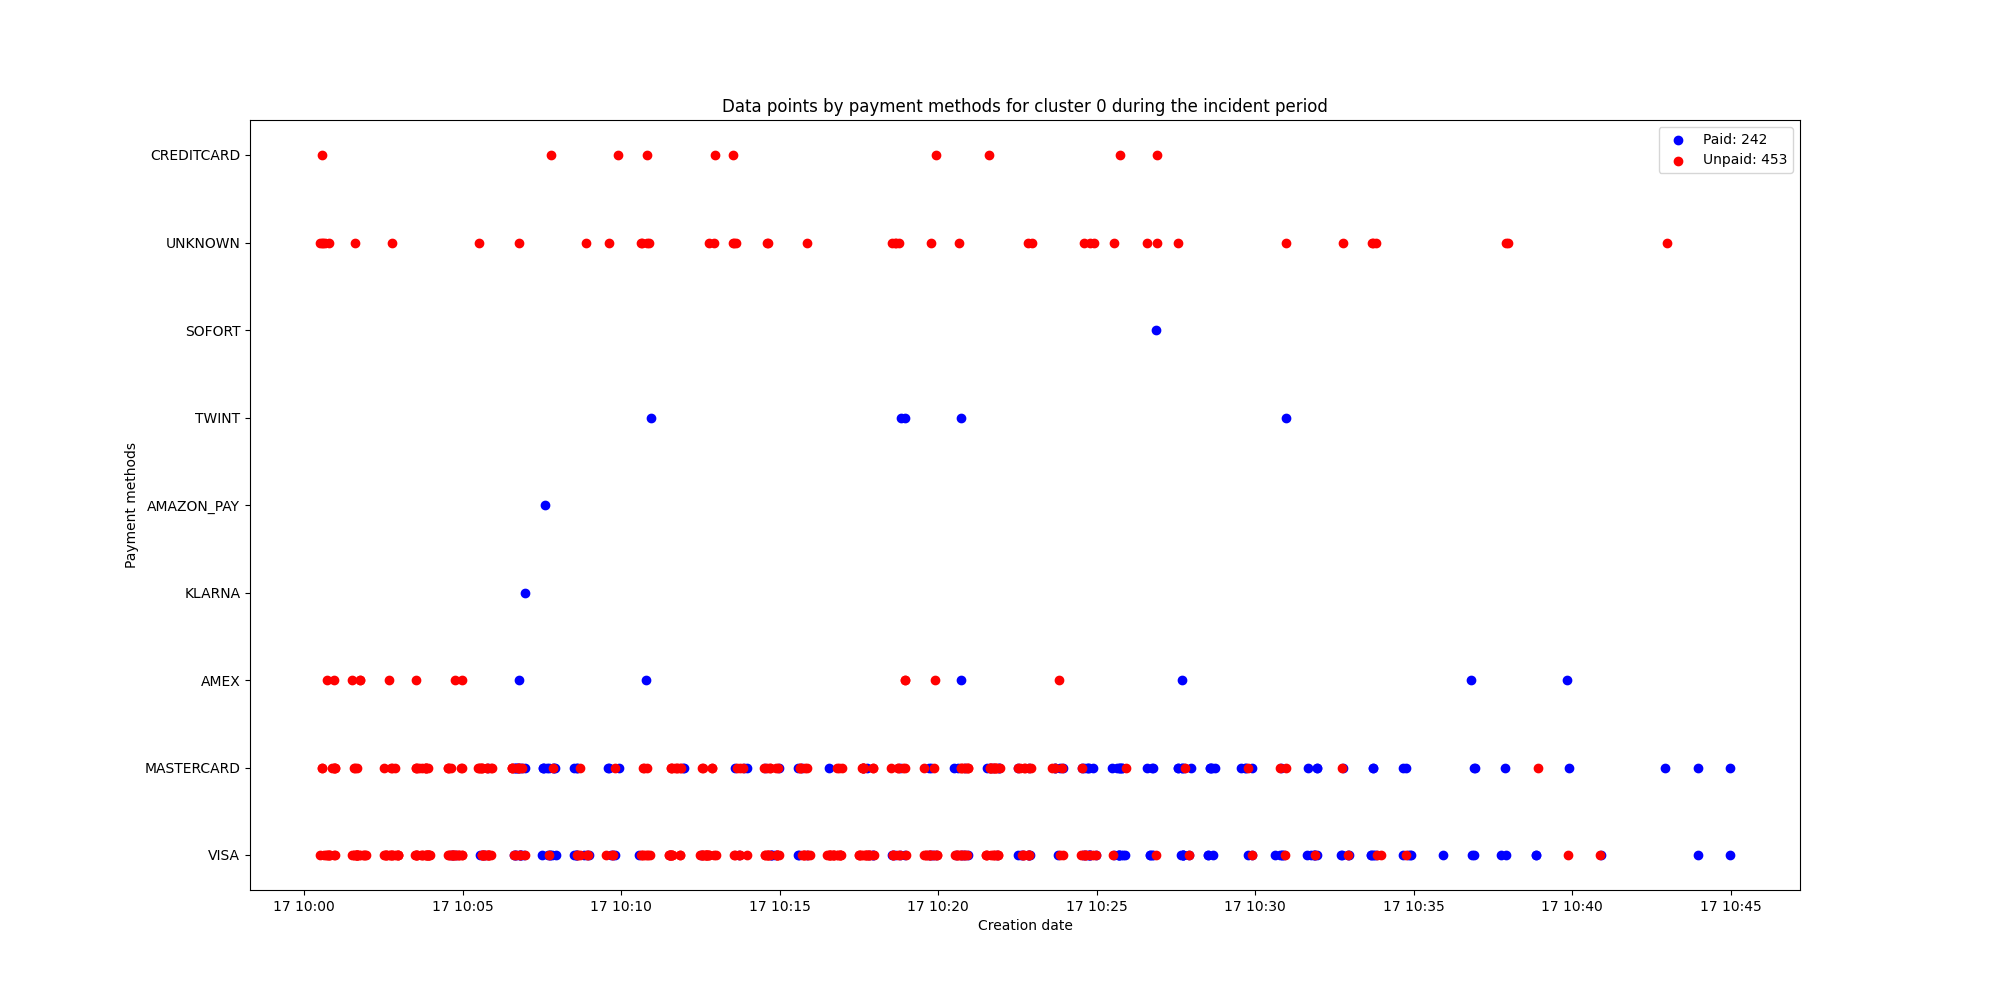 Data points by payment methods for cluster 0 during the incident period
Paid: 242
Unpaid: 453
Payment methods
CREDITCARD
UNKNOWN
SOFORT
TWINT
AMAZON_PAY
KLARNA
AMEX
MASTERCARD
VISA
17 10:00 17 10:05 17 10:10 17 10:15 17 10:20 17 10:25 17 10:30 17 10:35 17 10:40 17 10:45
Creation date